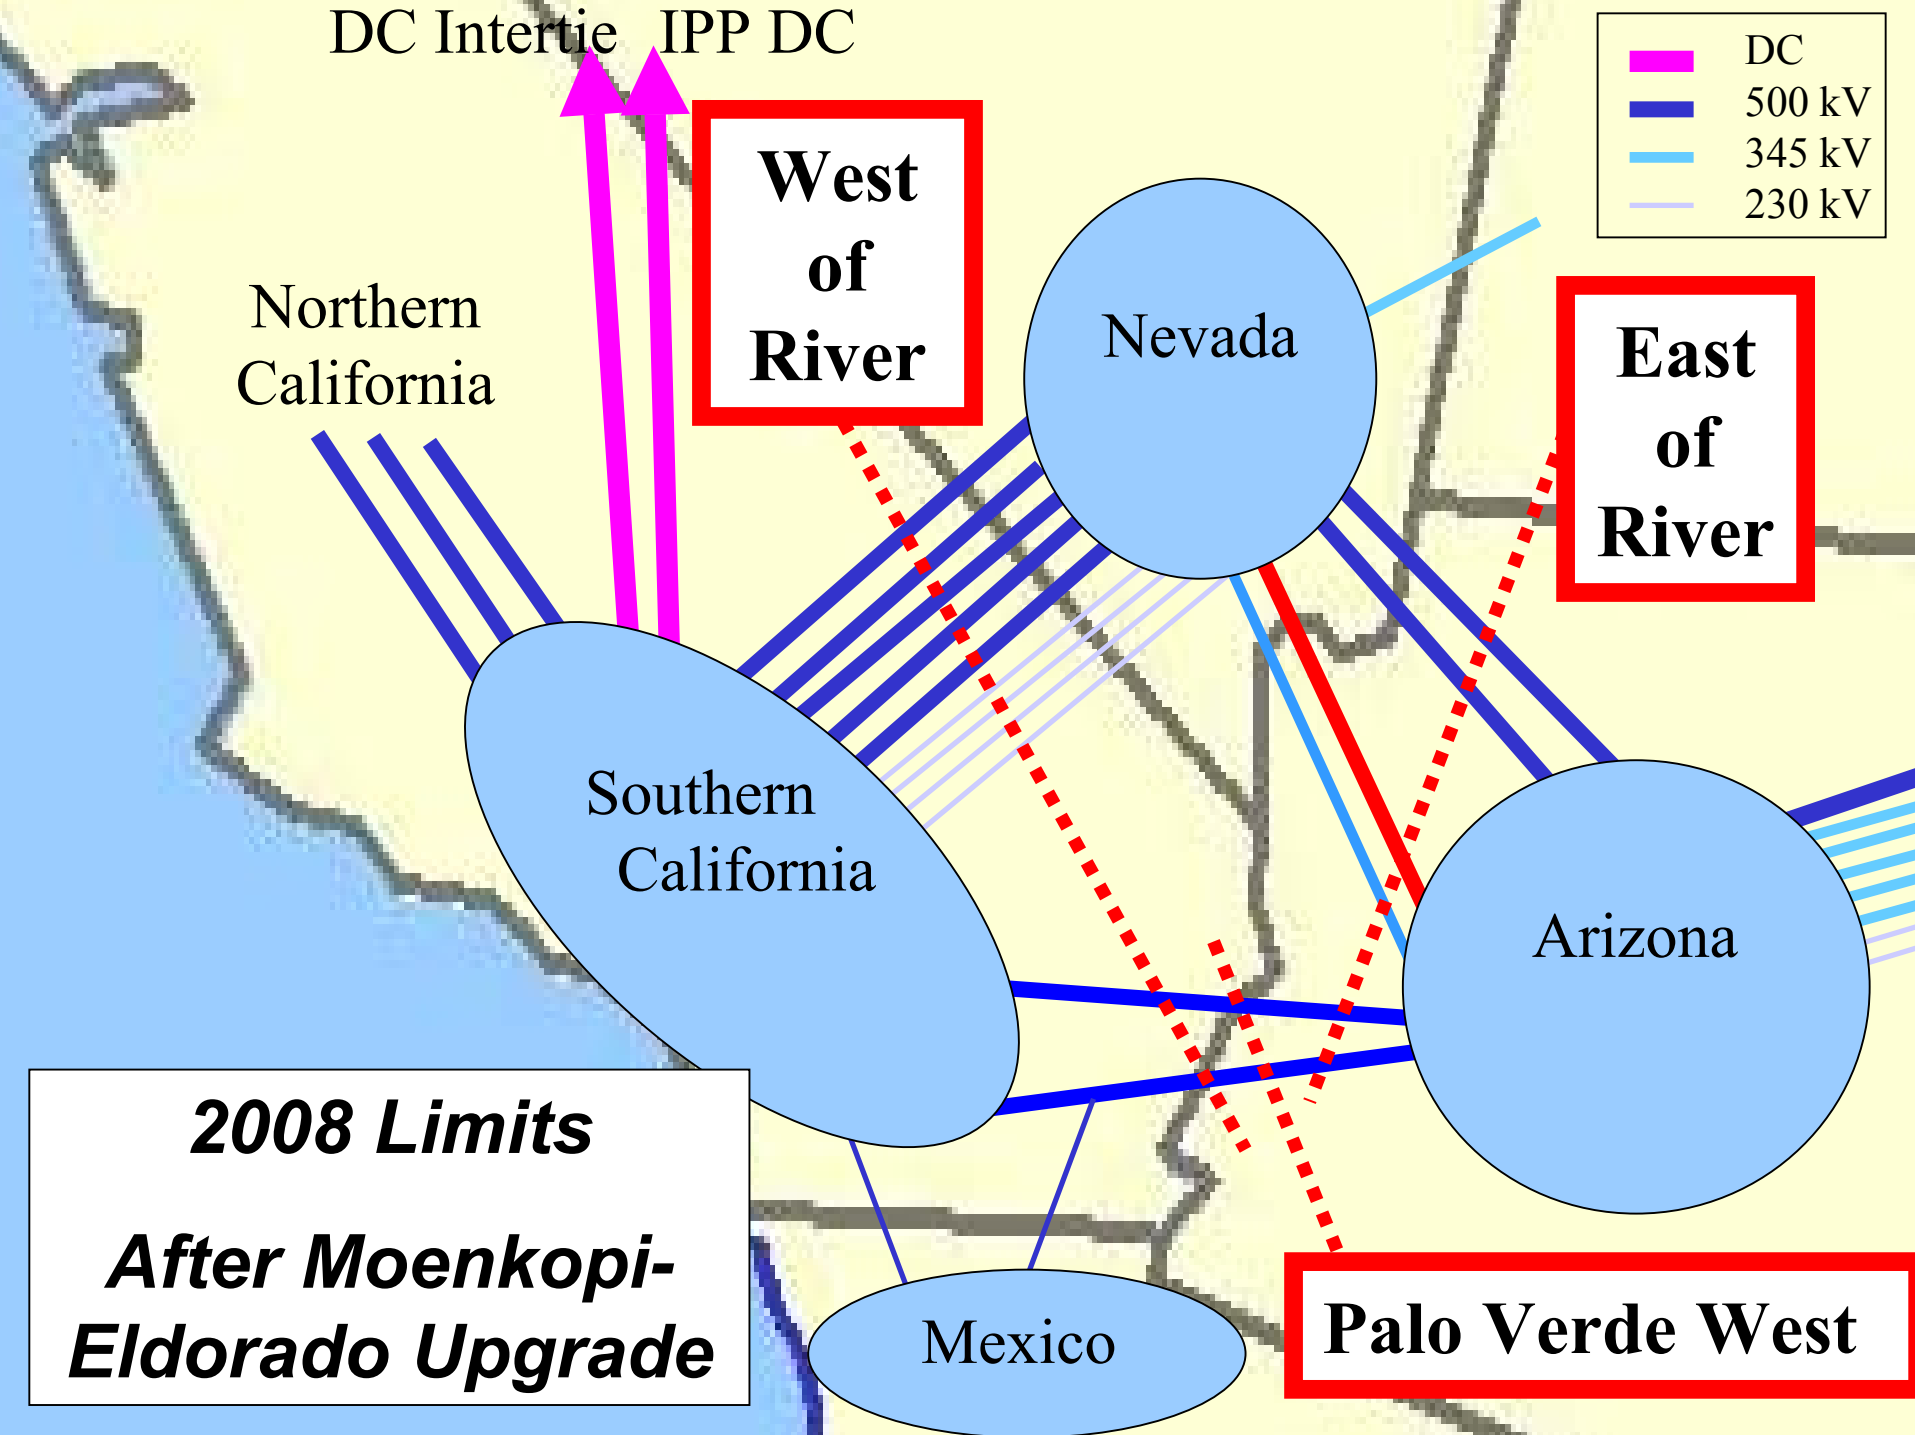 DC Intertie IPP DC
DC
500 kV
345 kV
230 kV
West
of
River
Nevada
Northern
California
East
of
River
Southern
California
Arizona
2008 Limits
After Moenkopi-
Eldorado Upgrade
Mexico
Palo Verde West